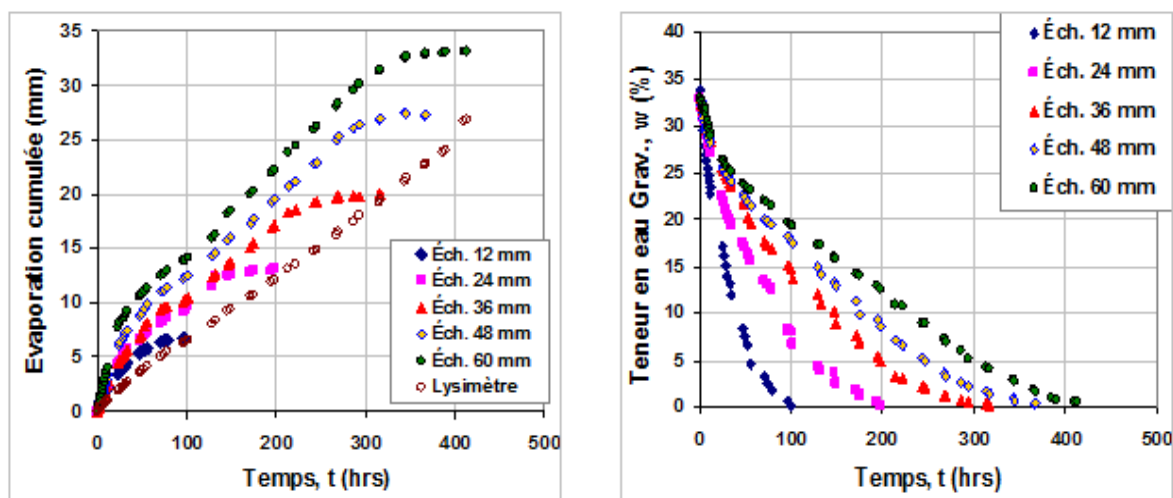 Evaporation cumulée (mm)
35
30
25
20
15
10
5
0
0 100 200 300 400 500
Temps, t (hrs)
Éch. 12 mm
Éch. 24 mm
Éch. 36 mm
Éch. 48 mm
Éch. 60 mm
Lysimètre
Teneur en eau Grav., w (%)
40
35
30
25
20
15
10
5
0
0 100 200 300 400 500
Temps, t (hrs)
Éch. 12 mm
Éch. 24 mm
Éch. 36 mm
Éch. 48 mm
Éch. 60 mm